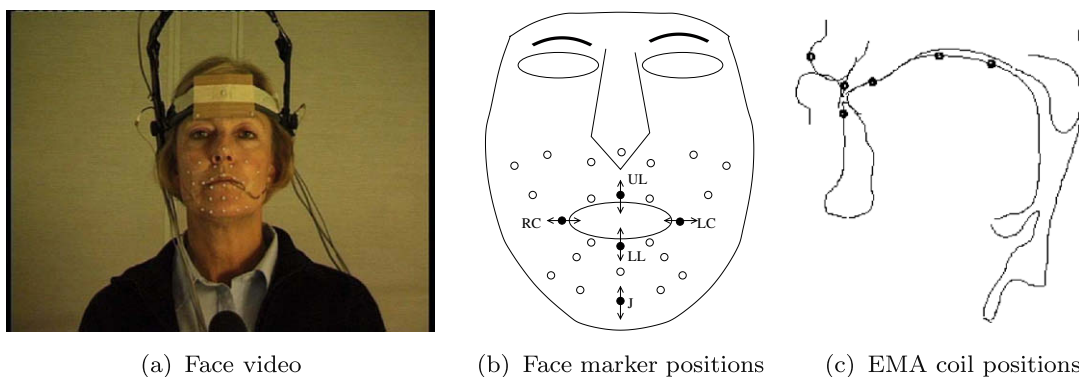 UL
RC
LC
LL
J
(a) Face video
(b) Face marker positions
(c) EMA coil positions